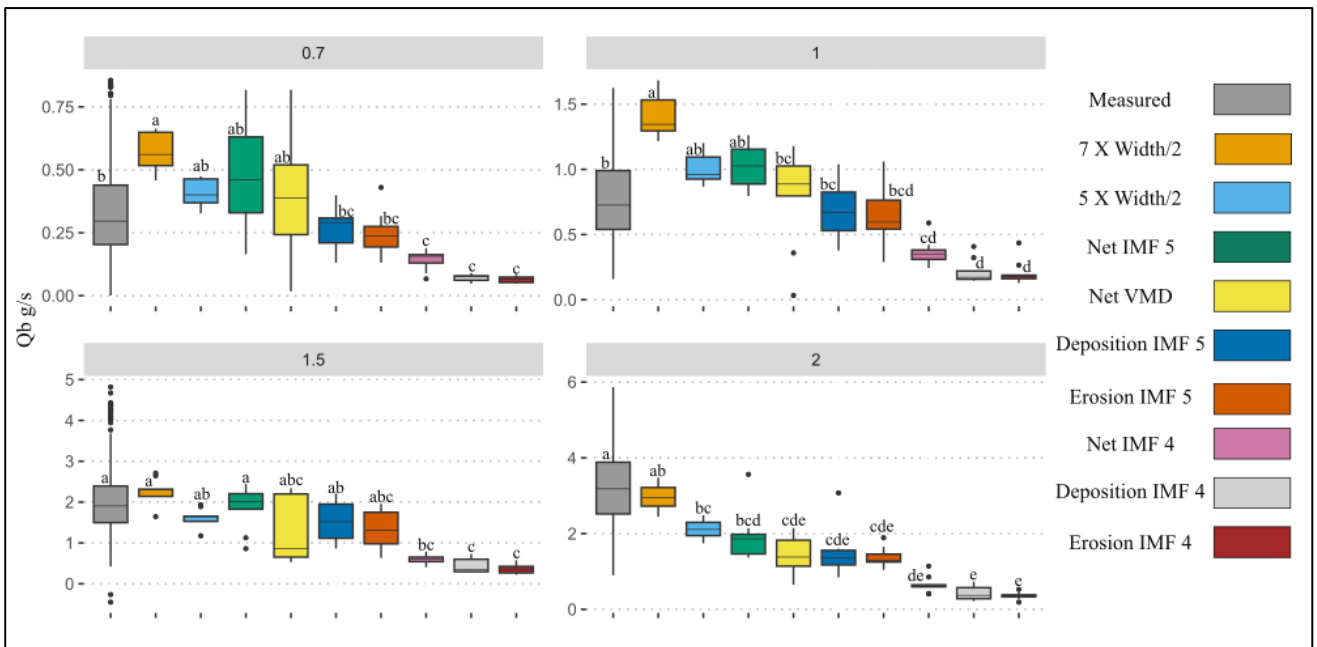 0.7
1
0.75
0.50
0.25
0.00
b
a
ab
ab
ab
bc
bc
c
c
c
1.5
1.0
0.5
0.0
b
a
ab
ab
bc
bc
bcd
cd
d
d
Qb g/s
1.5
2
5
4
3
2
1
0
a
a
ab
a
abc
ab
abc
bc
c
c
6
4
2
0
a
ab
bc
bcd
cde
cde
cde
de
e
e
Measured
7 X Width/2
5 X Width/2
Net IMF 5
Net VMD
Deposition IMF 5
Erosion IMF 5
Net IMF 4
Deposition IMF 4
Erosion IMF 4